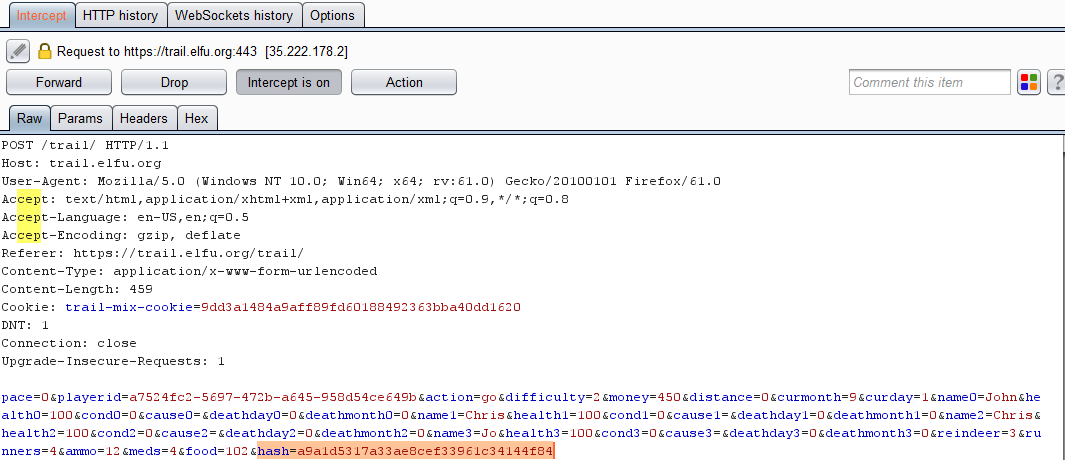 Intercept HTTP history WebSockets history Options
Request to https://trail.elfu.org:443 [35.222.178.2]
Forward Drop Intercept is on Action Comment this item ?
Raw Params Headers Hex
POST /trail/ HTTP/1.1
Host: trail.elfu.org
User-Agent: Mozilla/5.0 (Windows NT 10.0; Win64; x64; rv:61.0) Gecko/20100101 Firefox/61.0
Accept: text/html,application/xhtml+xml,application/xml;q=0.9,*/*;q=0.8
Accept-Language: en-US,en;q=0.5
Accept-Encoding: gzip, deflate
Referer: https://trail.elfu.org/trail/
Content-Type: application/x-www-form-urlencoded
Content-Length: 459
Cookie: trail-mix-cookie=9dd3a1484a9aff89fd60188492363bba40dd1620
DNT: 1
Connection: close
Upgrade-Insecure-Requests: 1
pace=0&playerid=a7524fc2-5697-472b-a645-958d54ce649b&action=go&difficulty=2&money=450&distance=0&curmonth=9&curday=1&name0=John&he
alth0=100&cond0=0&cause0=&deathday0=0&deathmonth0=0&name1=Chris&health1=100&cond1=0&cause1=&deathday1=0&deathmonth1=0&name2=Chris&
health2=100&cond2=0&cause2=&deathday2=0&deathmonth2=0&name3=Jo&health3=100&cond3=0&cause3=&deathday3=0&deathmonth3=0&reindeer=3&ru
nners=4&ammo=12&meds=4&food=102&hash=a9a1d5317a33ae8cef33961c34144f84